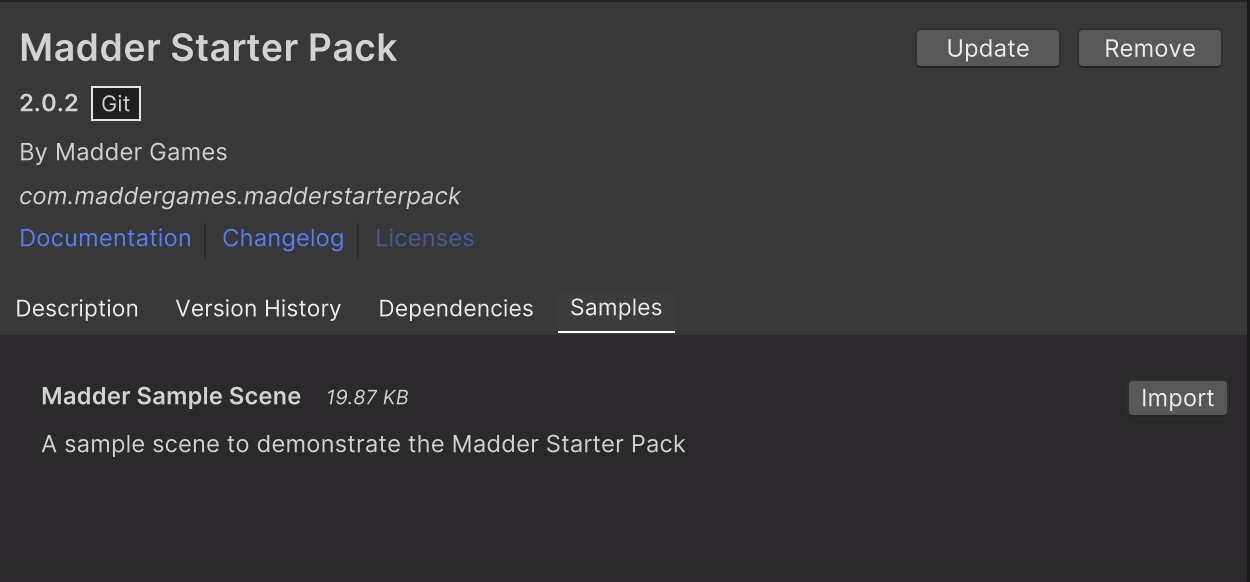 Madder Starter Pack
Update
Remove
2.0.2 Git
By Madder Games
com.maddergames.madderstarterpack
Documentation Changelog Licenses
Description Version History Dependencies Samples
Madder Sample Scene 19.87 KB
Import
A sample scene to demonstrate the Madder Starter Pack